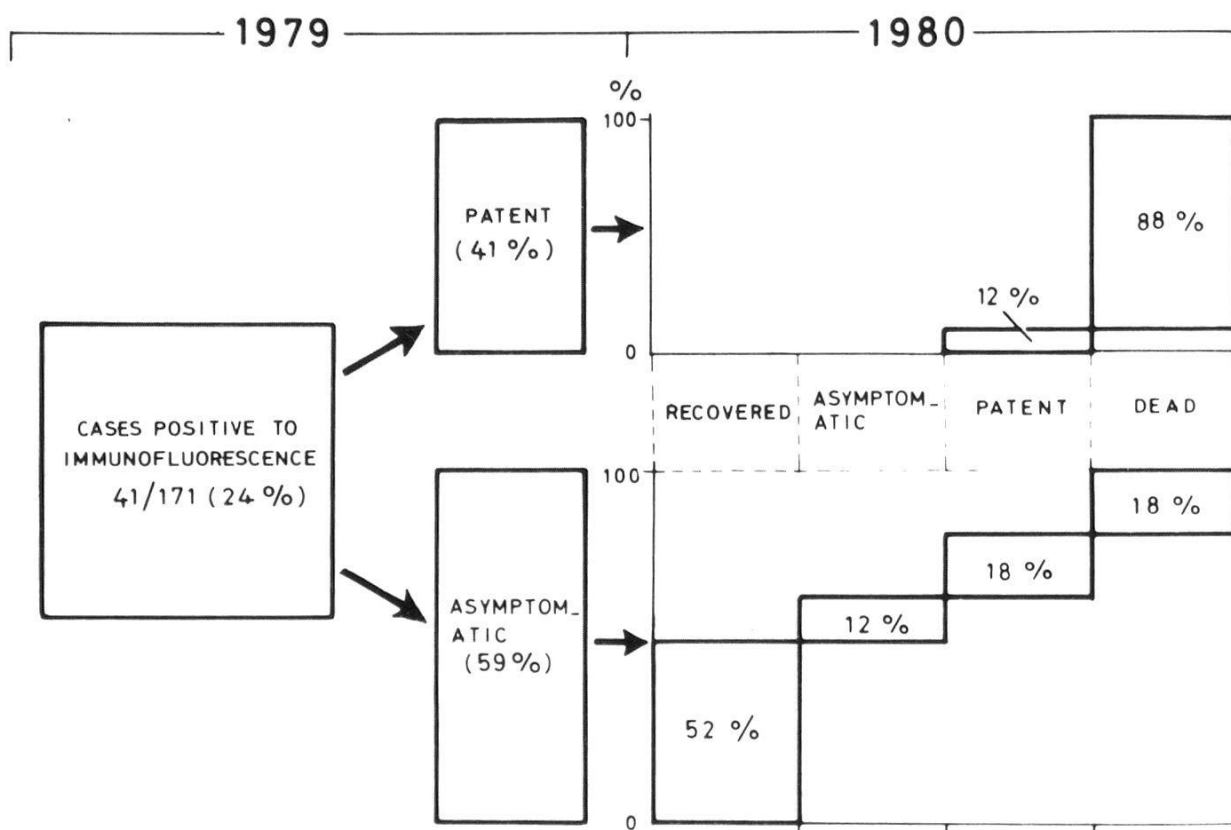 1979
1980
%
100
PATENT
(41 %)
88 %
12 %
0
RECOVERED
ASYMPTOM_
ATIC
PATENT
DEAD
CASES POSITIVE TO
IMMUNOFLUORESCENCE
41/171 (24 %)
100
18 %
18 %
ASYMPTOM_
ATIC
(59 %)
12 %
52 %
0